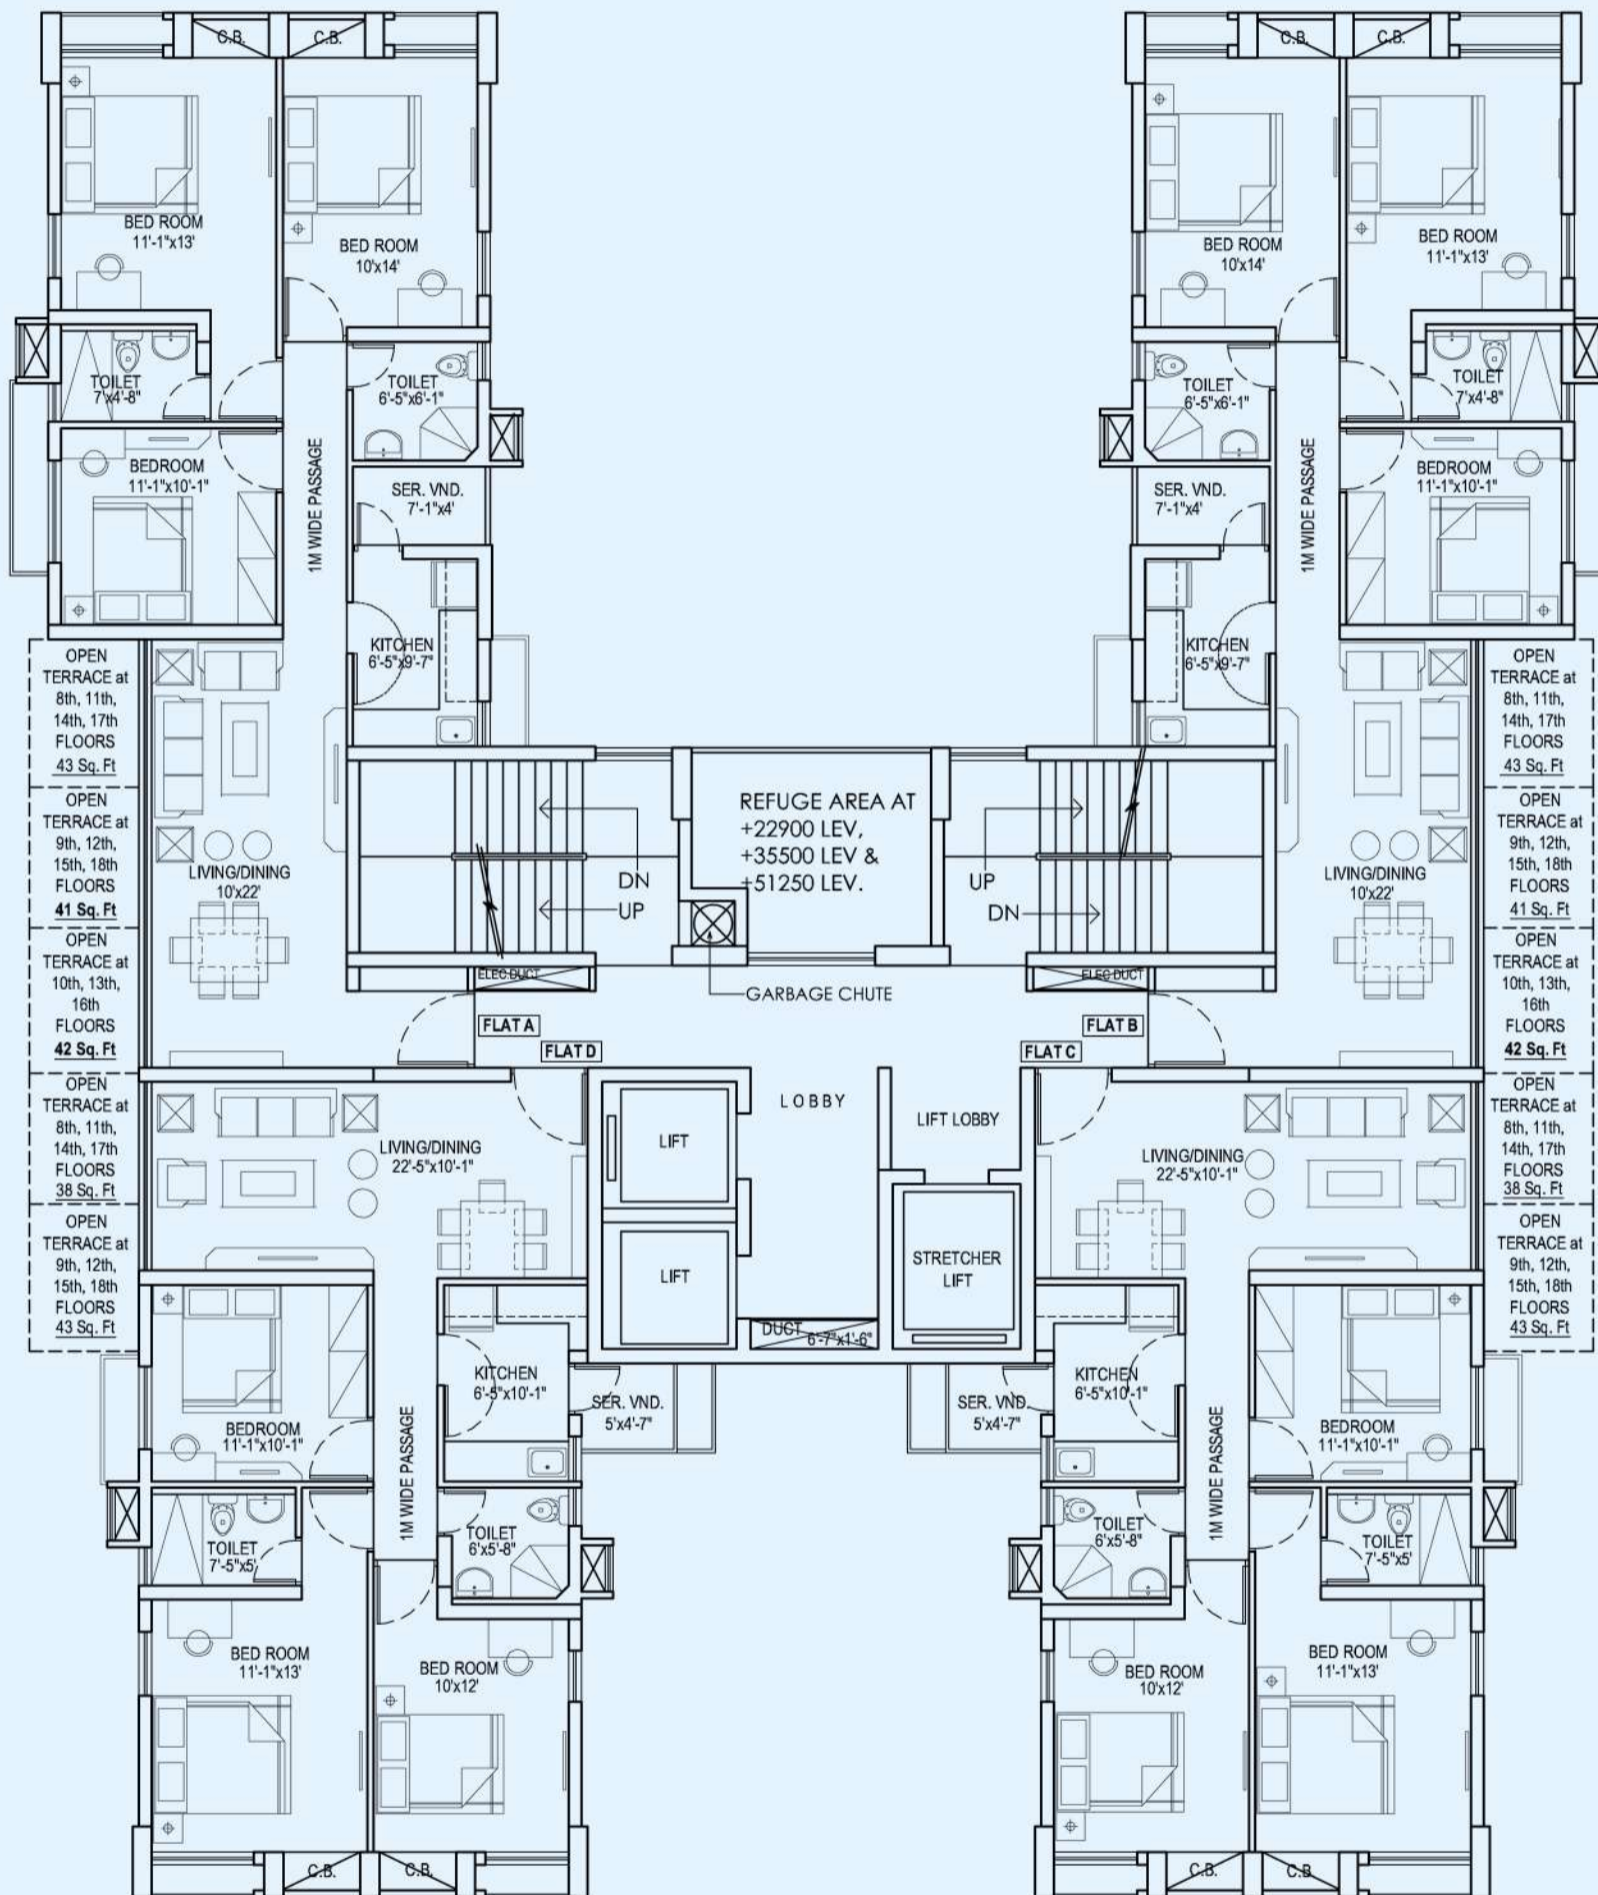 C.B.
C.B.
C.B.
C.B.
BED ROOM
11'-1"x13'
BED ROOM
10'x14'
BED ROOM
10'x14'
BED ROOM
11'-1"x13'
TOILET
7'x4'-8"
TOILET
6'-5"x6'-1"
TOILET
6'-5"x6'-1"
TOILET
7'x4'-8"
BEDROOM
11'-1"x10'-1"
1M WIDE PASSAGE
SER. VND.
7'-1"x4'
SER. VND.
7'-1"x4'
1M WIDE PASSAGE
BEDROOM
11'-1"x10'-1"
KITCHEN
6'-5"x9'-7"
KITCHEN
6'-5"x9'-7"
OPEN
TERRACE at
8th, 11th,
14th, 17th
FLOORS
43 Sq. Ft
OPEN
TERRACE at
9th, 12th,
15th, 18th
FLOORS
41 Sq. Ft
OPEN
TERRACE at
10th, 13th,
16th
FLOORS
42 Sq. Ft
OPEN
TERRACE at
8th, 11th,
14th, 17th
FLOORS
38 Sq. Ft
OPEN
TERRACE at
9th, 12th,
15th, 18th
FLOORS
43 Sq. Ft
LIVING/DINING
10'x22'
DN
UP
REFUGE AREA AT
+22900 LEV,
+35500 LEV &
+51250 LEV.
UP
DN
LIVING/DINING
10'x22'
OPEN
TERRACE at
8th, 11th,
14th, 17th
FLOORS
43 Sq. Ft
OPEN
TERRACE at
9th, 12th,
15th, 18th
FLOORS
41 Sq. Ft
OPEN
TERRACE at
10th, 13th,
16th
FLOORS
42 Sq. Ft
OPEN
TERRACE at
8th, 11th,
14th, 17th
FLOORS
38 Sq. Ft
OPEN
TERRACE at
9th, 12th,
15th, 18th
FLOORS
43 Sq. Ft
ELEC.DUCT
ELEC.DUCT
GARBAGE CHUTE
FLAT A
FLAT B
FLAT D
FLAT C
LOBBY
LIFT LOBBY
LIFT
LIFT
STRETCHER
LIFT
DUCT 6'-7"x1'-6"
LIVING/DINING
22'-5"x10'-1"
LIVING/DINING
22'-5"x10'-1"
KITCHEN
6'-5"x10'-1"
SER. VND.
5'x4'-7"
SER. VND.
5'x4'-7"
KITCHEN
6'-5"x10'-1"
BEDROOM
11'-1"x10'-1"
1M WIDE PASSAGE
1M WIDE PASSAGE
BEDROOM
11'-1"x10'-1"
TOILET
7'-5"x5'
TOILET
6'x5'-8"
TOILET
6'x5'-8"
TOILET
7'-5"x5'
BED ROOM
11'-1"x13'
BED ROOM
10'x12'
BED ROOM
10'x12'
BED ROOM
11'-1"x13'
C.B.
C.B.
C.B.
C.B